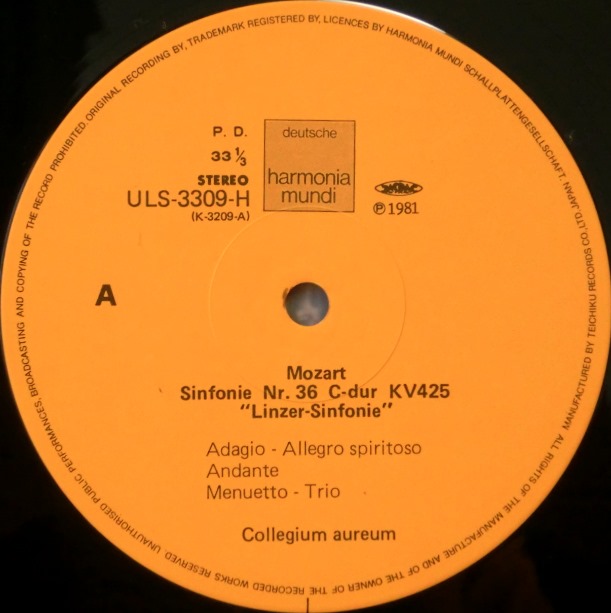 P. D.
33 1/3
STEREO
ULS-3309-H
(K-3209-A)
deutsche
harmonia
mundi
℗ 1981
A
Mozart
Sinfonie Nr. 36 C-dur KV425
“Linzer-Sinfonie”
Adagio - Allegro spiritoso
Andante
Menuetto - Trio
Collegium aureum
ORIGINAL RECORDING BY, TRADEMARK REGISTERED BY, LICENCES BY HARMONIA MUNDI SCHALLPLATTENGESELLSCHAFT. MANUFACTURED BY TEICHIKU RECORDS CO., LTD. JAPAN. ALL RIGHTS OF THE MANUFACTURE AND OF THE OWNER OF THE RECORDED WORKS RESERVED. UNAUTHORISED PUBLIC PERFORMANCES, BROADCASTING AND COPYING OF THE RECORD PROHIBITED.